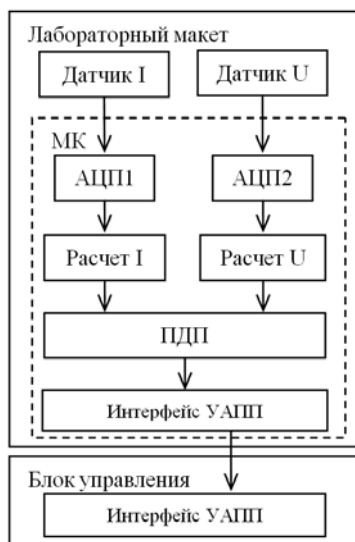 Лабораторный макет
Датчик I
Датчик U
МК
АЦП1
АЦП2
Расчет I
Расчет U
ПДП
Интерфейс УАПП
Блок управления
Интерфейс УАПП